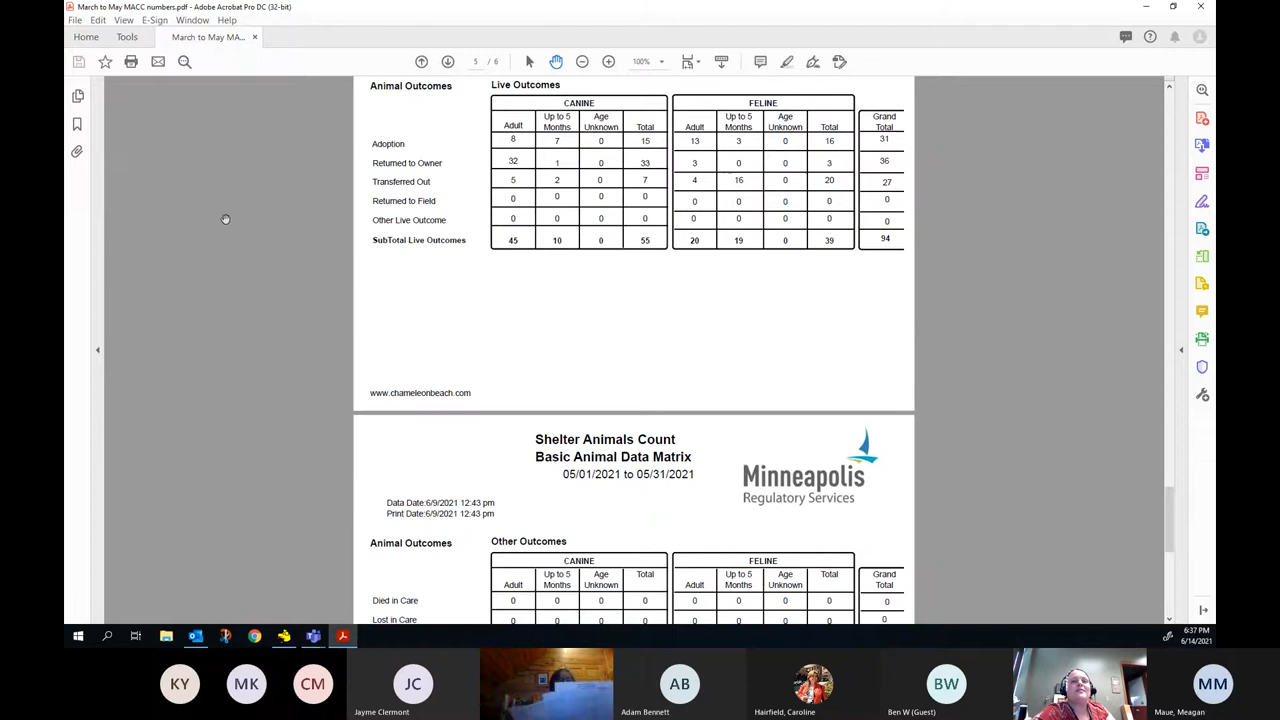 March to May MACC numbers.pdf - Adobe Acrobat Pro DC (32-bit)
File Edit View E-Sign Window Help
Home Tools March to May MA... ×
5 / 6 100%
Animal Outcomes Live Outcomes
CANINE FELINE
Adult Up to 5 Months Age Unknown Total Adult Up to 5 Months Age Unknown Total Grand Total
Adoption 8 7 0 15 13 3 0 16 31
Returned to Owner 32 1 0 33 3 0 0 3 36
Transferred Out 5 2 0 7 4 16 0 20 27
Returned to Field 0 0 0 0 0 0 0 0 0
Other Live Outcome 0 0 0 0 0 0 0 0 0
SubTotal Live Outcomes 45 10 0 55 20 19 0 39 94
www.chameleonbeach.com
Shelter Animals Count
Basic Animal Data Matrix
05/01/2021 to 05/31/2021
Minneapolis
Regulatory Services
Data Date:6/9/2021 12:43 pm
Print Date:6/9/2021 12:43 pm
Animal Outcomes Other Outcomes
CANINE FELINE
Adult Up to 5 Months Age Unknown Total Adult Up to 5 Months Age Unknown Total Grand Total
Died in Care 0 0 0 0 0 0 0 0 0
Lost in Care 0 0 0 0 0 0 0 0 0
6:37 PM
6/14/2021
KY MK CM JC AB BW MM
Jayme Clermont Adam Bennett Hairfield, Caroline Ben W (Guest) Maue, Meagan